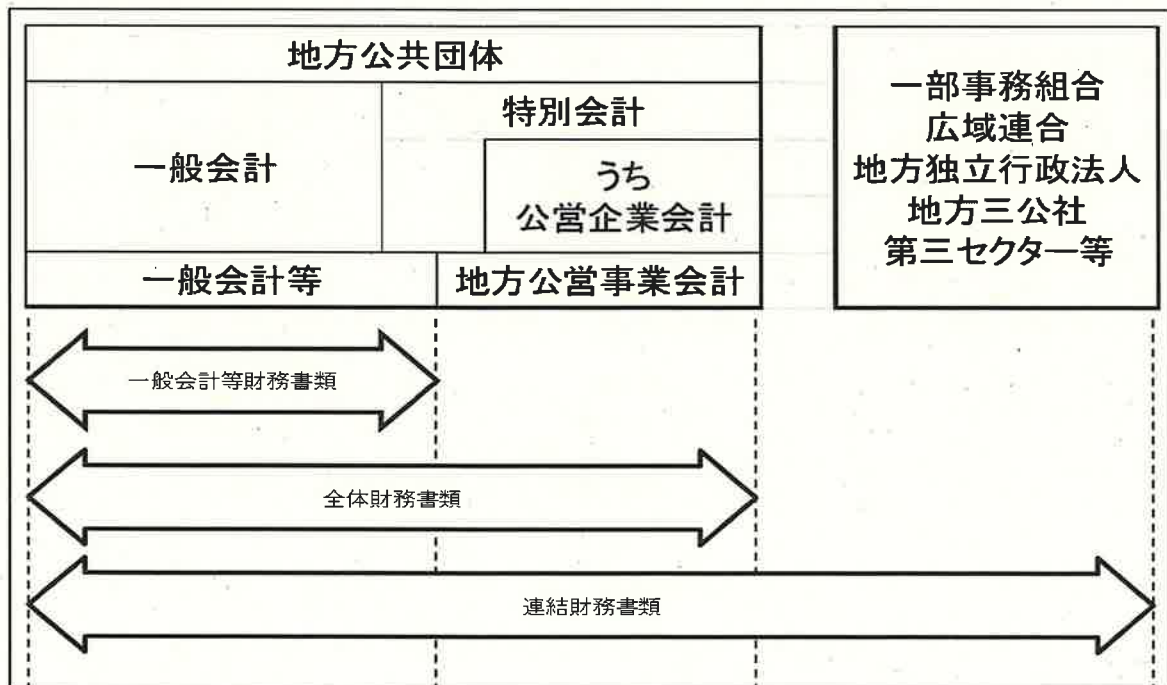 地方公共団体
一般会計
特別会計
うち
公営企業会計
一般会計等
地方公営事業会計
一部事務組合
広域連合
地方独立行政法人
地方三公社
第三セクター等
一般会計等財務書類
全体財務書類
連結財務書類